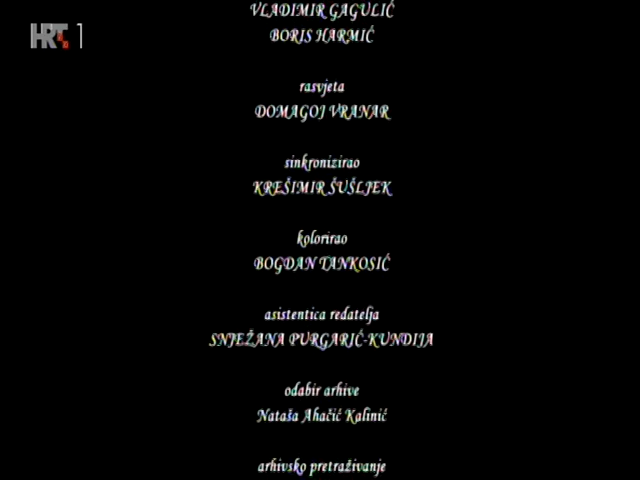 VLADIMIR GAGULIĆ
HRT 1
BORIS HARMIĆ
rasvjeta
DOMAGOJ VRANAR
sinkronizirao
KREŠIMIR ŠUŠLJEK
kolorirao
BOGDAN TANKOSIĆ
asistentica redatelja
SNJEŽANA PURGARIĆ-KUNDIJA
odabir arhive
Nataša Ahačić Kalinić
arhivsko pretraživanje